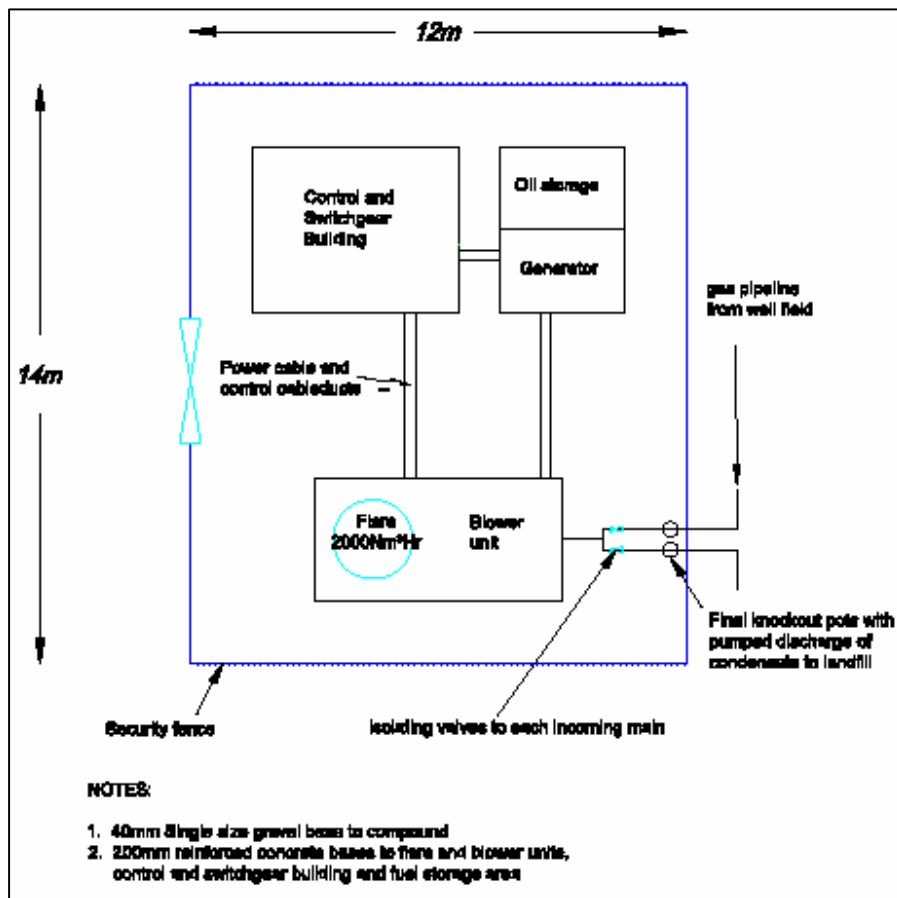 12m
Control and
Switchgear
Building
Oil storage
Generator
gas pipeline
from well field
14m
Power cable and
control cableducts
Flare
2000Nm³Hr
Blower
unit
Final knockout pots with
pumped discharge of
condensate to landfill
Security fence
Isolating valves to each incoming main
NOTES:
1. 40mm Single size gravel base to compound
2. 200mm reinforced concrete bases to flare and blower units,
control and switchgear building and fuel storage area